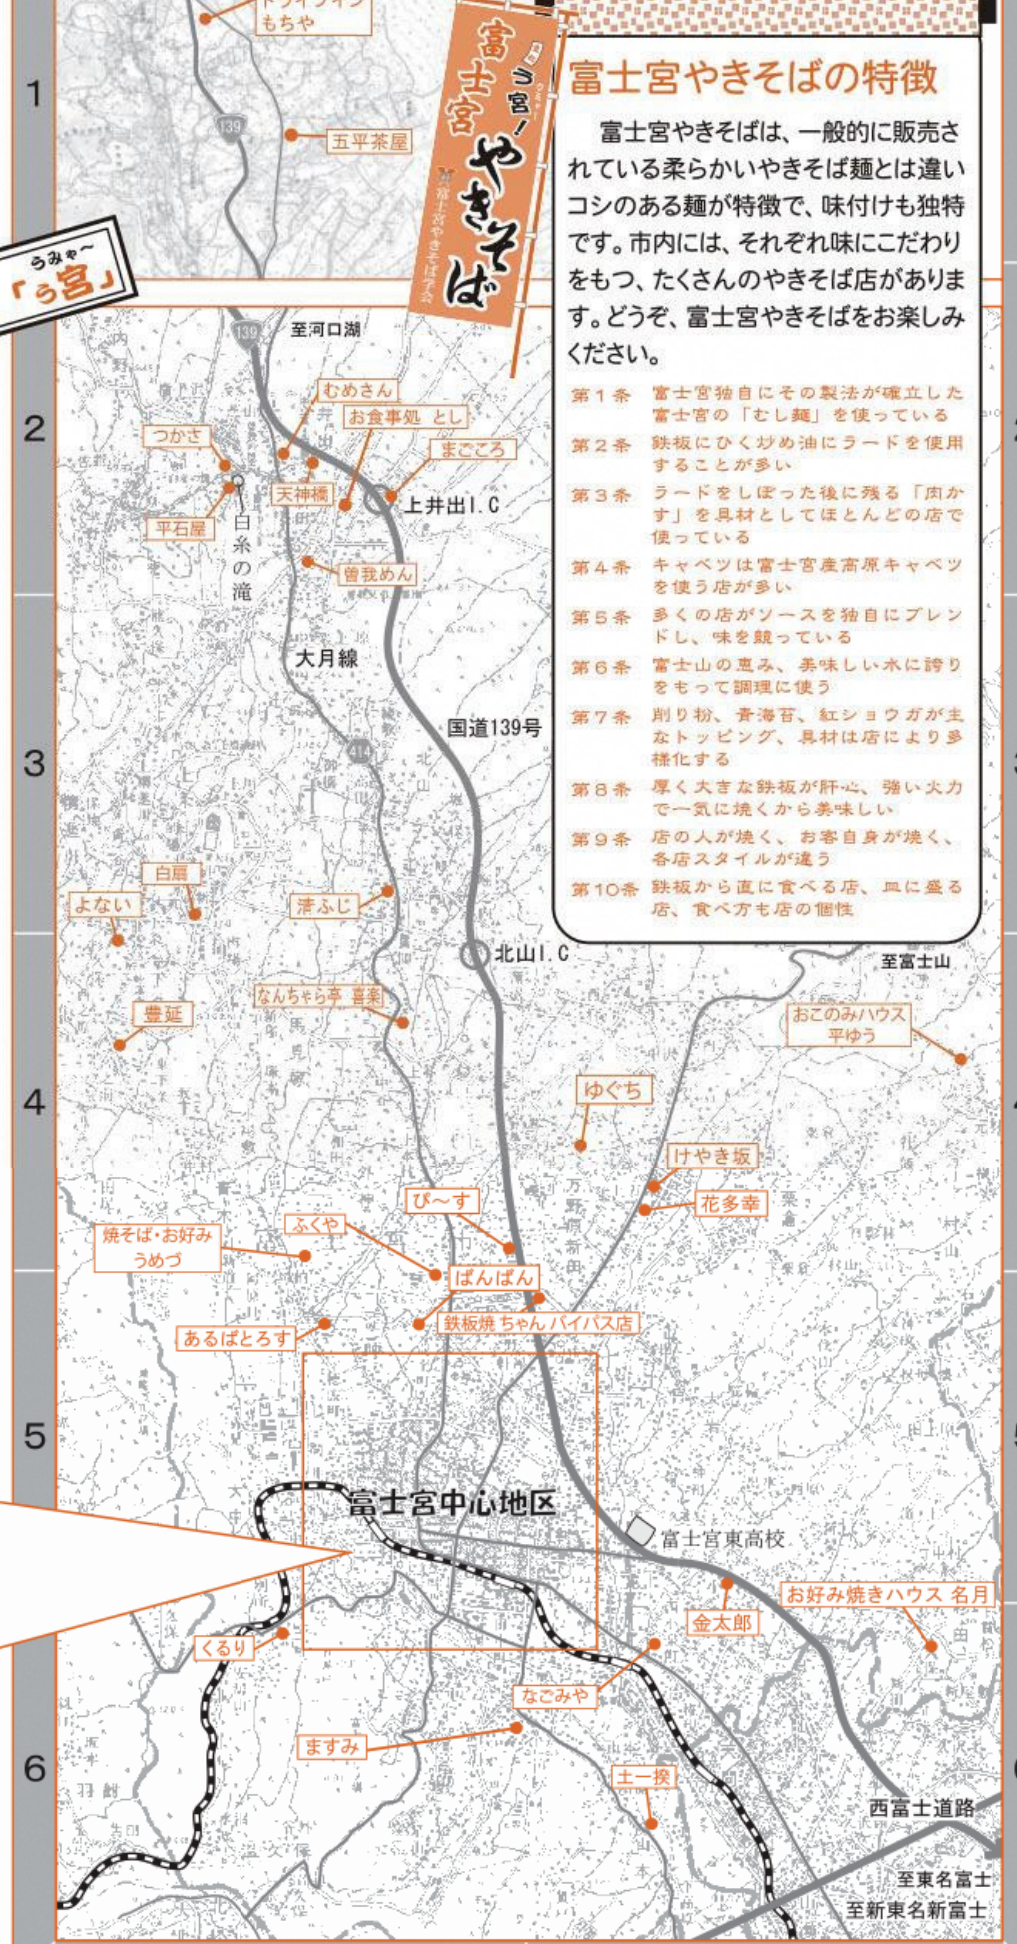 もちや
1
139
五平茶屋
う宮!
富士宮
やきそば
富士宮やきそば学会
うみゃ~
「う宮」
富士宮やきそばの特徴
富士宮やきそばは、一般的に販売さ
れている柔らかいやきそば麺とは違い
コシのある麺が特徴で、味付けも独特
です。市内には、それぞれ味にこだわり
をもつ、たくさんのやきそば店がありま
す。どうぞ、富士宮やきそばをお楽しみ
ください。
第1条 富士宮独自にその製法が確立した
富士宮の「むし麺」を使っている
第2条 鉄板にひく炒め油にラードを使用
することが多い
第3条 ラードをしぼった後に残る「肉か
す」を具材としてほとんどの店で
使っている
第4条 キャベツは富士宮産高原キャベツ
を使う店が多い
第5条 多くの店がソースを独自にブレン
ドし、味を競っている
第6条 富士山の恵み、美味しい水に誇り
をもって調理に使う
第7条 削り粉、青海苔、紅ショウガが主
なトッピング、具材は店により多
様化する
第8条 厚く大きな鉄板が肝心、強い火力
で一気に焼くから美味しい
第9条 店の人が焼く、お客自身が焼く、
各店スタイルが違う
第10条 鉄板から直に食べる店、皿に盛る
店、食べ方も店の個性
139
至河口湖
2
むめさん
お食事処 とし
つかさ
まごころ
天神橋
上井出I.C
平石屋
白糸の滝
曽我めん
大月線
国道139号
414
3
白扇
よない
清ふじ
北山I.C
至富士山
なんちゃら亭 喜楽
豊延
おこのみハウス
平ゆう
4
ゆぐち
けやき坂
花多幸
ぴ~す
ふくや
焼そば・お好み
うめづ
ぱんぱん
鉄板焼 ちゃん バイパス店
あるばとろす
5
富士宮中心地区
富士宮東高校
お好み焼きハウス 名月
金太郎
くるり
なごみや
ますみ
6
土一揆
西富士道路
至東名富士
至新東名新富士